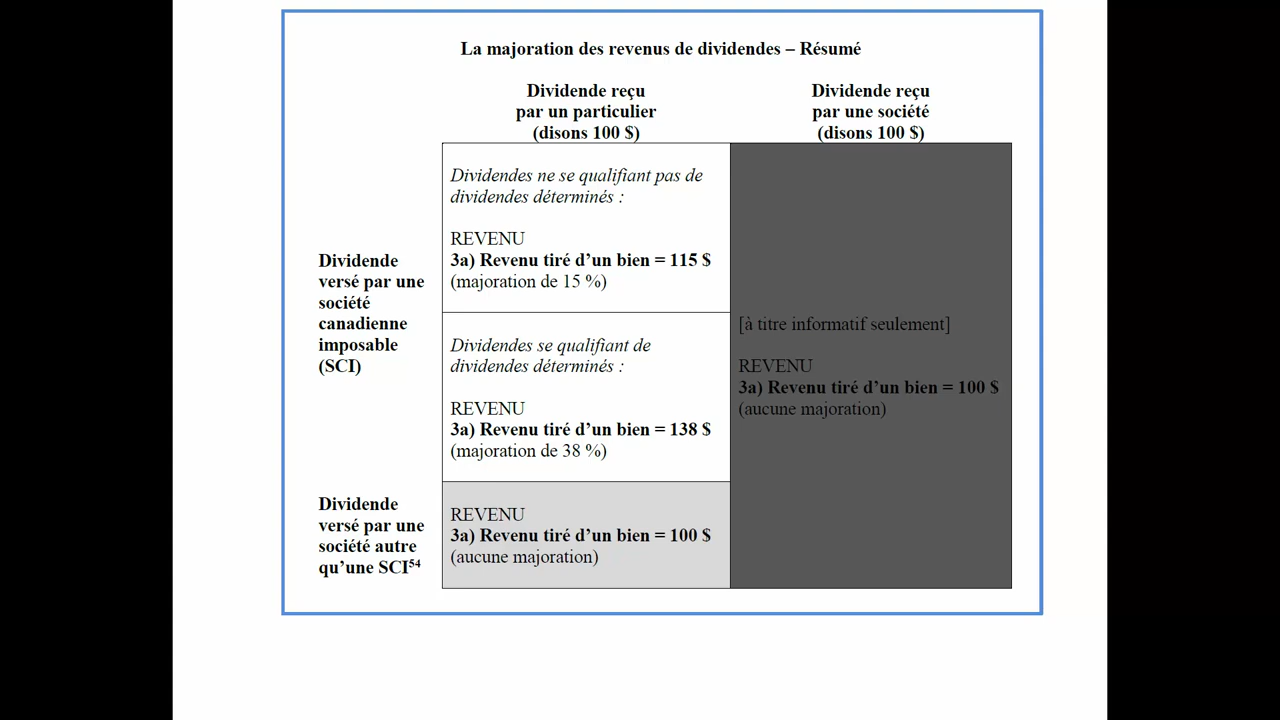 La majoration des revenus de dividendes – Résumé
Dividende reçu
par un particulier
(disons 100 $)
Dividende reçu
par une société
(disons 100 $)
Dividende
versé par une
société
canadienne
imposable
(SCI)
Dividendes ne se qualifiant pas de
dividendes déterminés :
REVENU
3a) Revenu tiré d’un bien = 115 $
(majoration de 15 %)
Dividendes se qualifiant de
dividendes déterminés :
REVENU
3a) Revenu tiré d’un bien = 138 $
(majoration de 38 %)
[à titre informatif seulement]
REVENU
3a) Revenu tiré d’un bien = 100 $
(aucune majoration)
Dividende
versé par une
société autre
qu’une SCI⁵⁴
REVENU
3a) Revenu tiré d’un bien = 100 $
(aucune majoration)